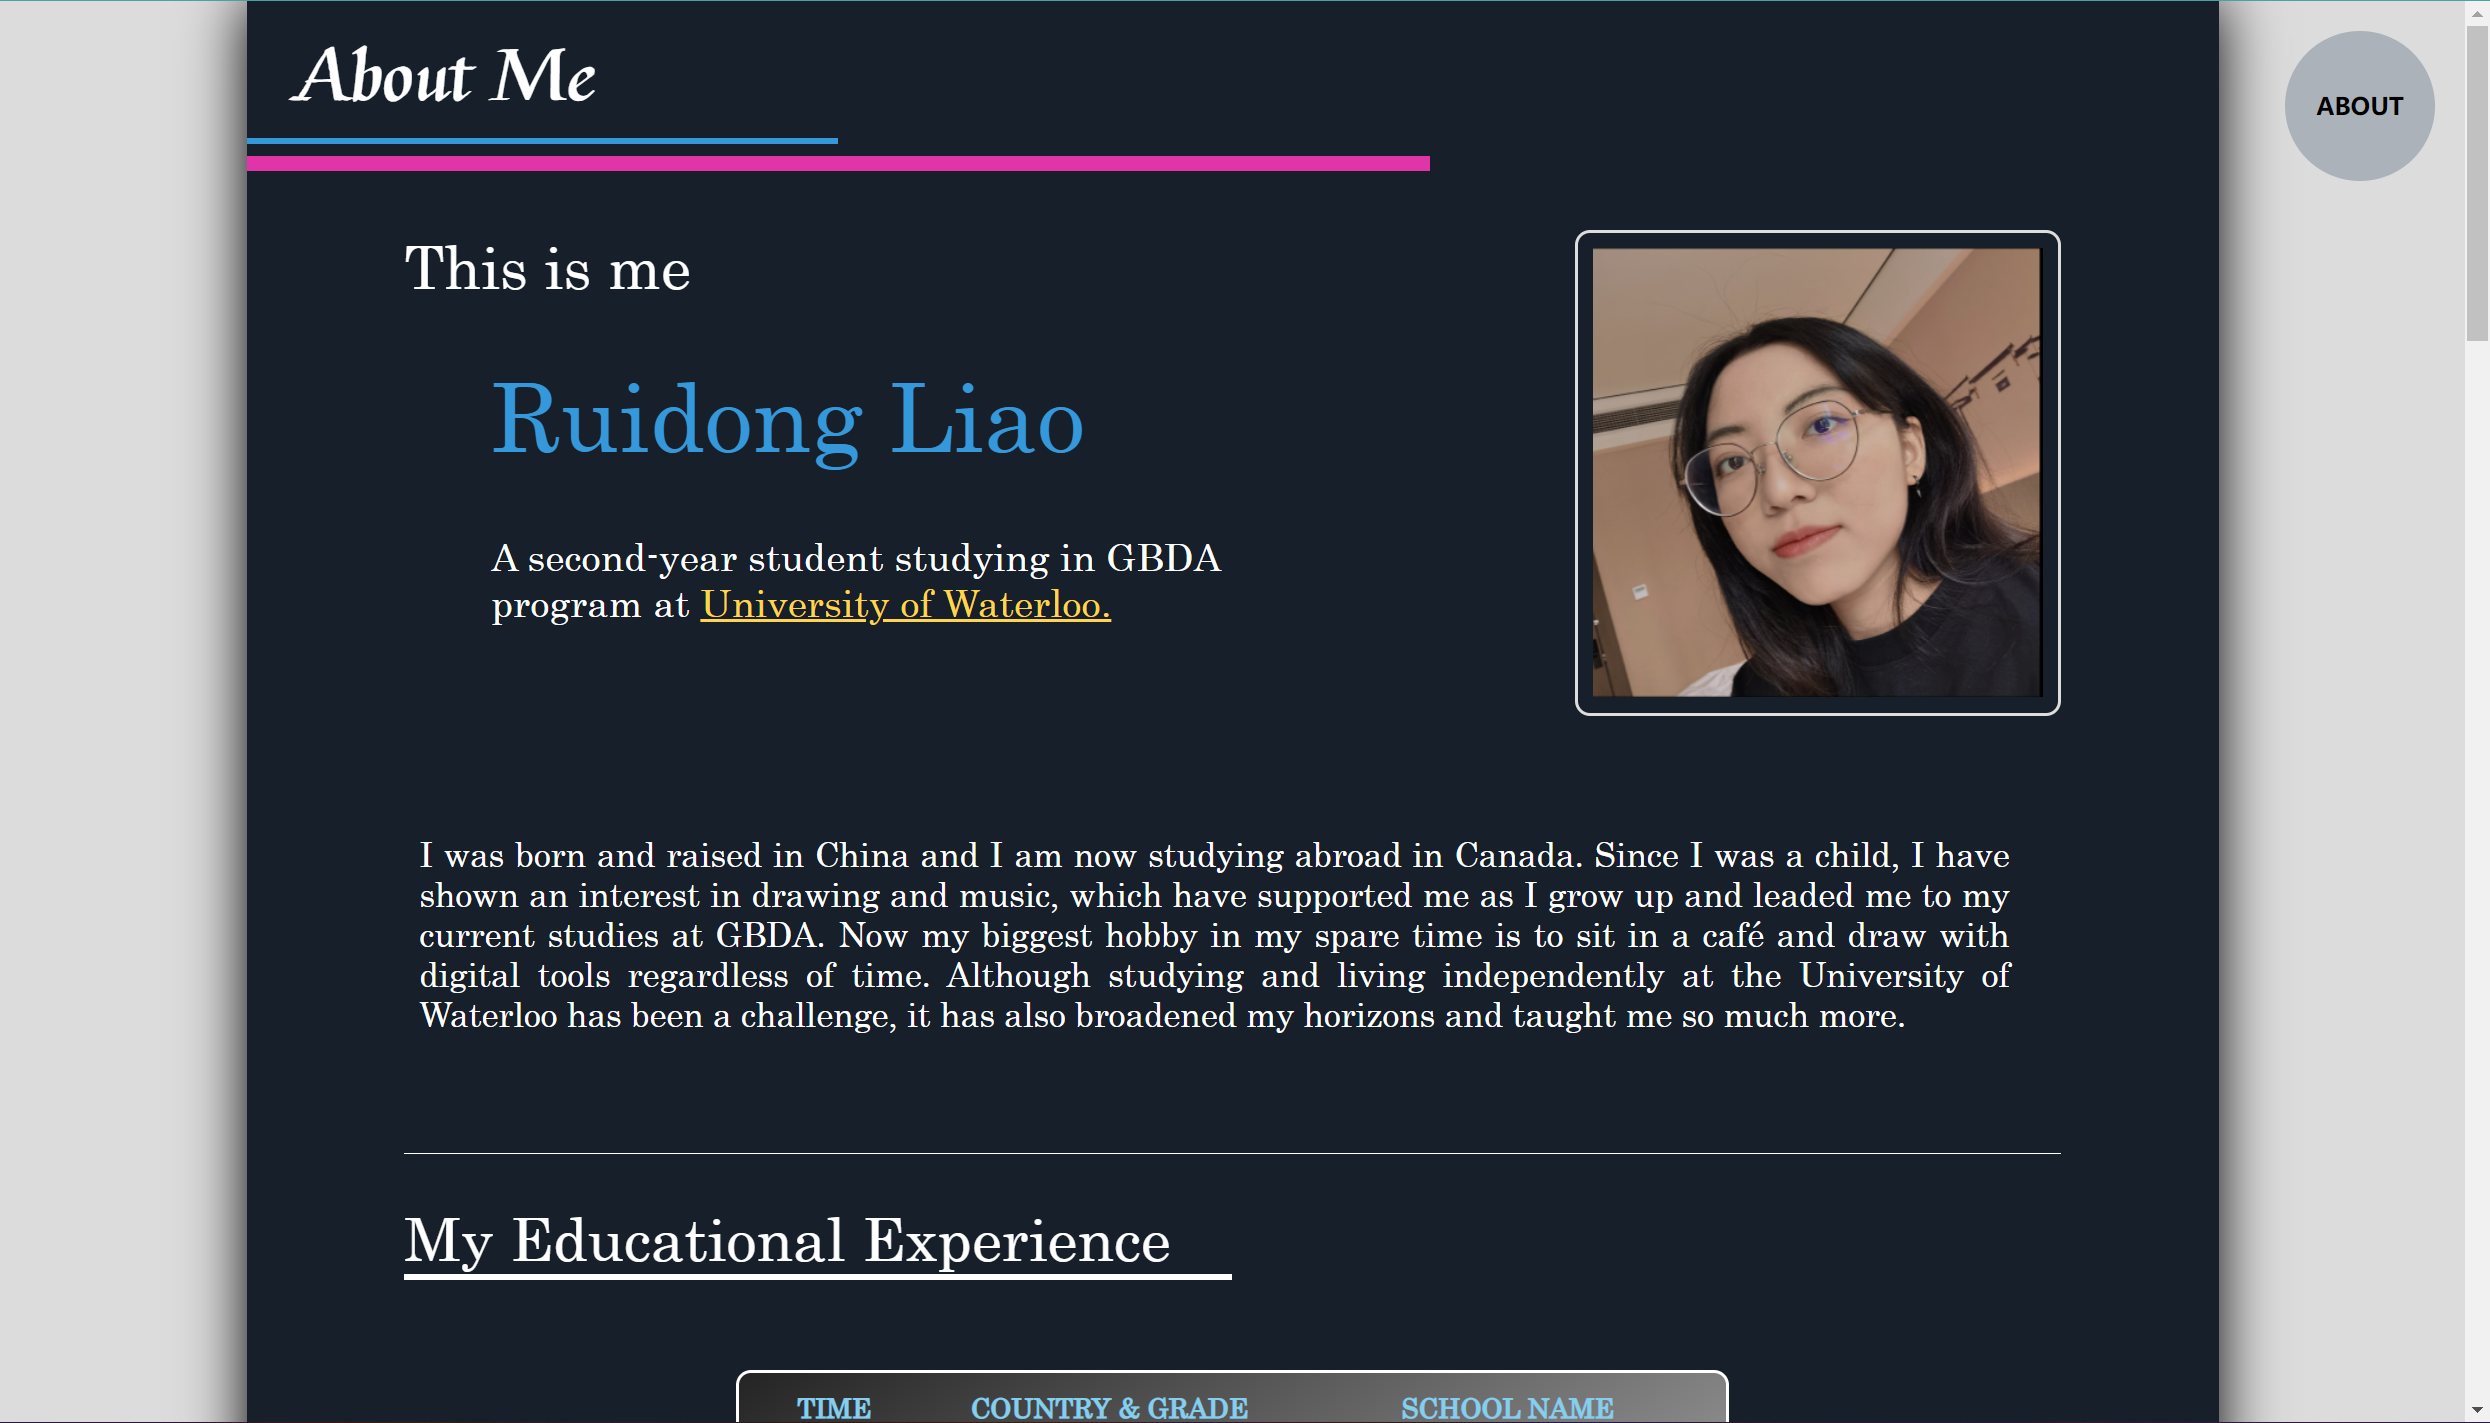 About Me
ABOUT
This is me
Ruidong Liao
A second-year student studying in GBDA
program at University of Waterloo.
I was born and raised in China and I am now studying abroad in Canada. Since I was a child, I have
shown an interest in drawing and music, which have supported me as I grow up and leaded me to my
current studies at GBDA. Now my biggest hobby in my spare time is to sit in a café and draw with
digital tools regardless of time. Although studying and living independently at the University of
Waterloo has been a challenge, it has also broadened my horizons and taught me so much more.
My Educational Experience
TIME COUNTRY & GRADE SCHOOL NAME